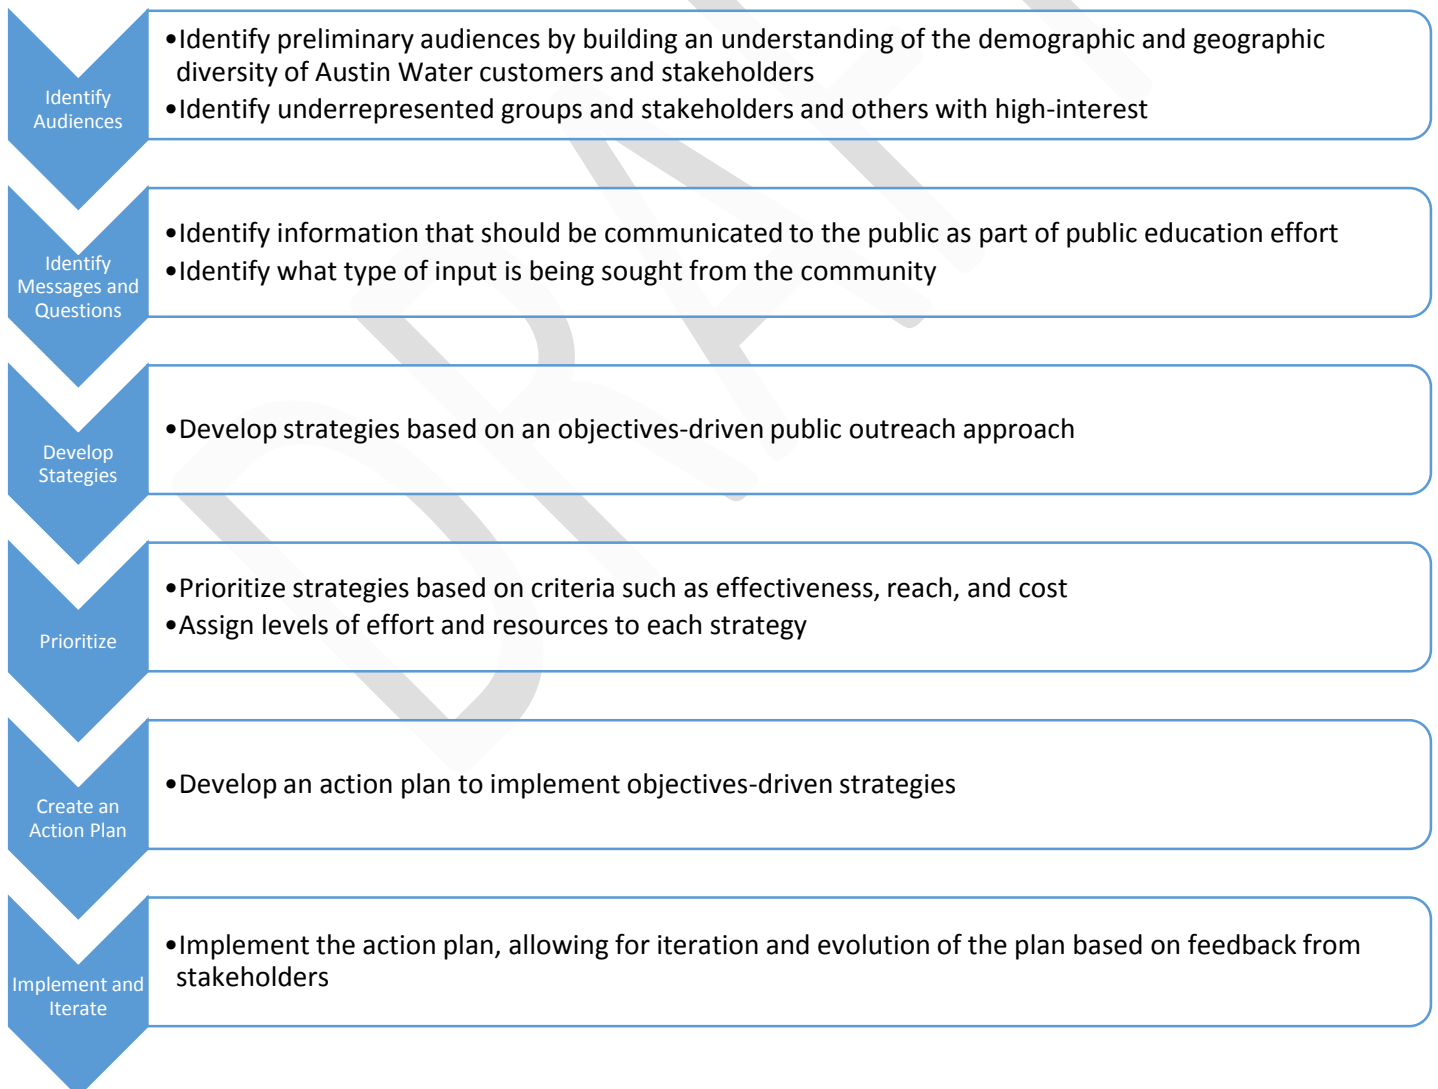 Identify
Audiences
•Identify preliminary audiences by building an understanding of the demographic and geographic
diversity of Austin Water customers and stakeholders
•Identify underrepresented groups and stakeholders and others with high-interest
Identify
Messages and
Questions
•Identify information that should be communicated to the public as part of public education effort
•Identify what type of input is being sought from the community
Develop
Stategies
•Develop strategies based on an objectives-driven public outreach approach
Prioritize
•Prioritize strategies based on criteria such as effectiveness, reach, and cost
•Assign levels of effort and resources to each strategy
Create an
Action Plan
•Develop an action plan to implement objectives-driven strategies
Implement and
Iterate
•Implement the action plan, allowing for iteration and evolution of the plan based on feedback from
stakeholders
DRAF